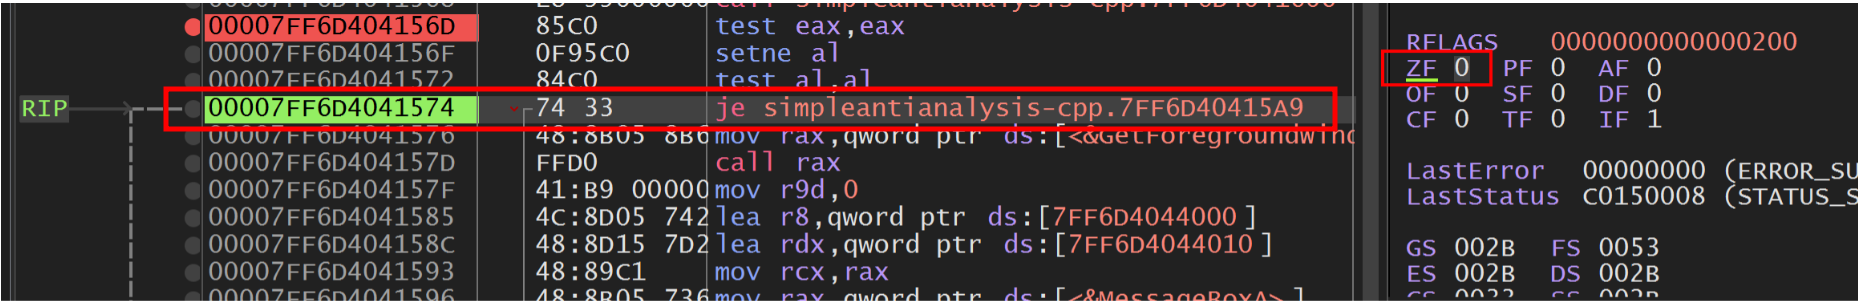 00007FF6D404156D 85C0 test eax,eax
00007FF6D404156F 0F95C0 setne al
00007FF6D4041572 84C0 test al,al
RIP 00007FF6D4041574 74 33 je simpleantianalysis-cpp.7FF6D40415A9
00007FF6D4041576 48:8B05 8B6 mov rax,qword ptr ds:[<&GetForegroundWind
00007FF6D404157D FFD0 call rax
00007FF6D404157F 41:B9 00000 mov r9d,0
00007FF6D4041585 4C:8D05 742 lea r8,qword ptr ds:[7FF6D4044000]
00007FF6D404158C 48:8D15 7D2 lea rdx,qword ptr ds:[7FF6D4044010]
00007FF6D4041593 48:89C1 mov rcx,rax
00007FF6D4041596 48:8B05 736 mov rax,qword ptr ds:[<&MessageBoxA>]
RFLAGS 0000000000000200
ZF 0 PF 0 AF 0
OF 0 SF 0 DF 0
CF 0 TF 0 IF 1
LastError 00000000 (ERROR_SU
LastStatus C0150008 (STATUS_S
GS 002B FS 0053
ES 002B DS 002B